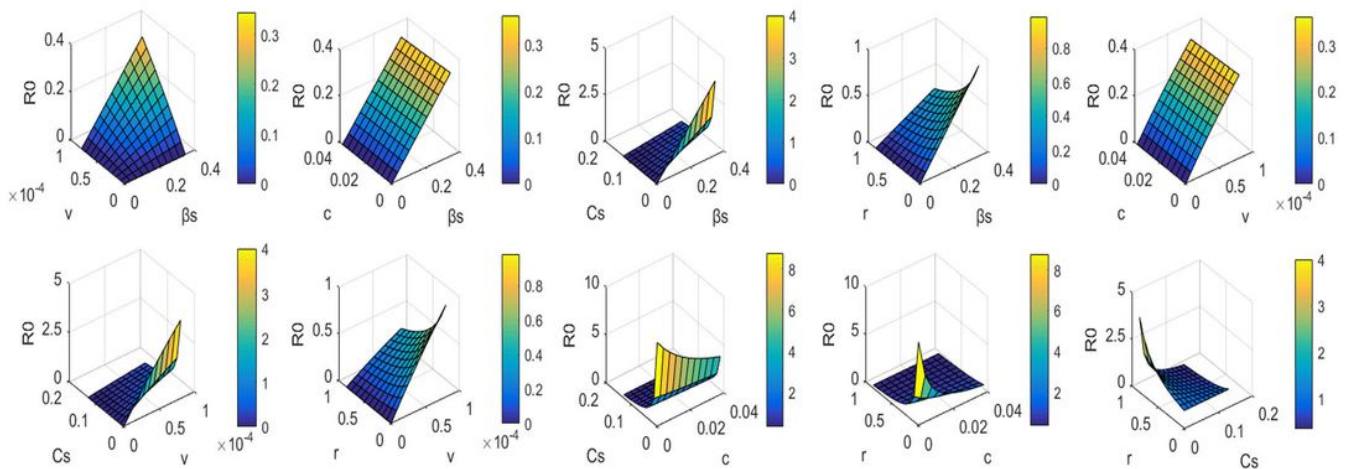 0.4 0.2 0 R0 1 0.5 0 ×10⁻⁴ v 0 0.2 0.4 βs 0.3 0.2 0.1 0
0.4 0.2 0 R0 0.04 0.02 0 c 0 0.2 0.4 βs 0.3 0.2 0.1 0
5 2.5 0 R0 0.2 0.1 0 Cs 0 0.2 0.4 βs 4 3 2 1 0
1 0.5 0 R0 1 0.5 0 r 0 0.2 0.4 βs 0.8 0.6 0.4 0.2 0
0.4 0.2 0 R0 0.04 0.02 0 c 0 0.5 1 ×10⁻⁴ v 0.3 0.2 0.1 0
5 2.5 0 R0 0.2 0.1 0 Cs 0 0.5 1 ×10⁻⁴ v 4 3 2 1 0
1 0.5 0 R0 1 0.5 0 r 0 0.5 1 ×10⁻⁴ v 0.8 0.6 0.4 0.2 0
10 5 0 R0 0.2 0.1 0 Cs 0 0.02 0.04 c 8 6 4 2
10 5 0 R0 1 0.5 0 r 0 0.02 0.04 c 8 6 4 2
5 2.5 0 R0 1 0.5 0 r 0 0.1 0.2 Cs 4 3 2 1